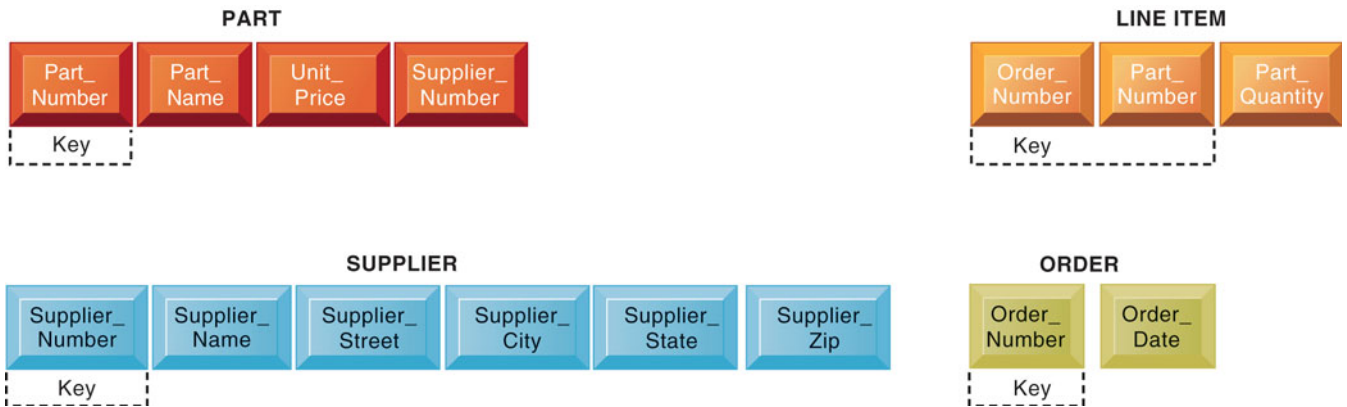 PART
Part_
Number
Part_
Name
Unit_
Price
Supplier_
Number
Key
LINE ITEM
Order_
Number
Part_
Number
Part_
Quantity
Key
SUPPLIER
Supplier_
Number
Supplier_
Name
Supplier_
Street
Supplier_
City
Supplier_
State
Supplier_
Zip
Key
ORDER
Order_
Number
Order_
Date
Key